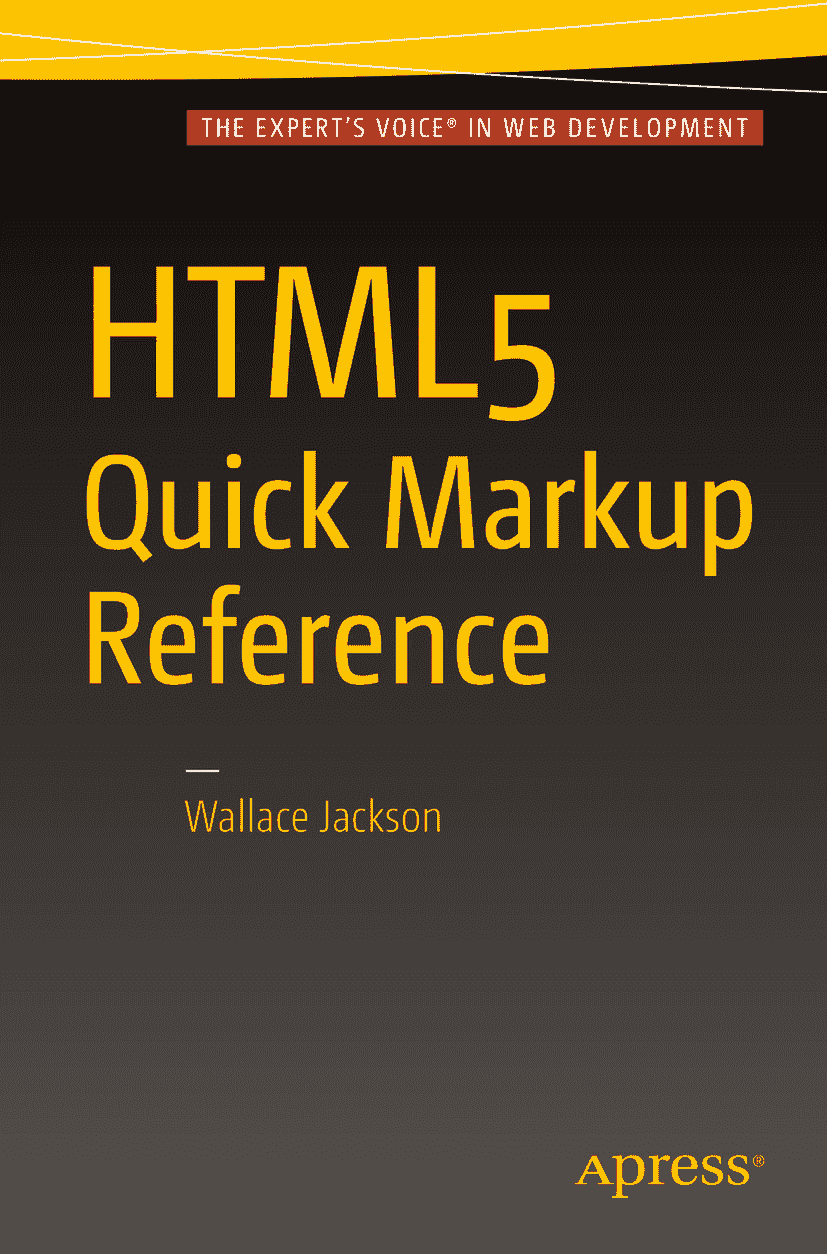 THE EXPERT'S VOICE® IN WEB DEVELOPMENT
HTML5
Quick Markup
Reference
Wallace Jackson
Apress®